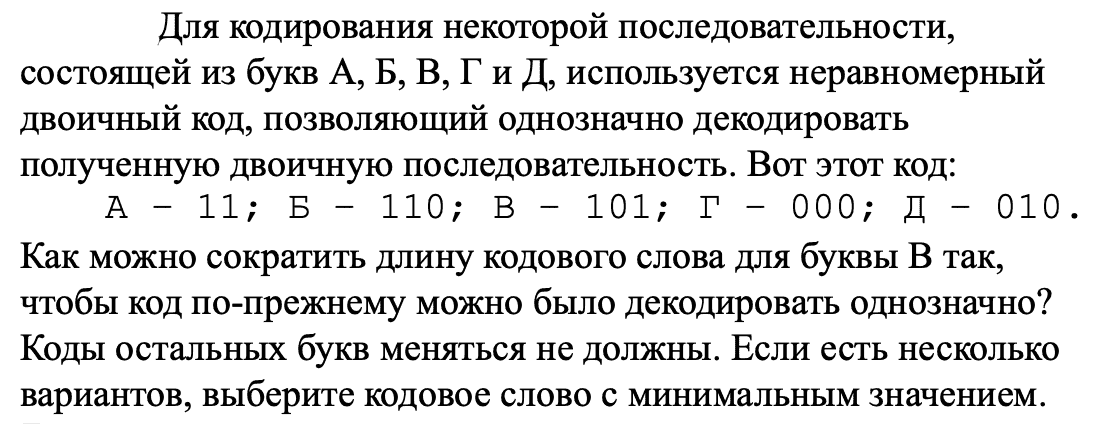 Для кодирования некоторой последовательности,
состоящей из букв А, Б, В, Г и Д, используется неравномерный
двоичный код, позволяющий однозначно декодировать
полученную двоичную последовательность. Вот этот код:
А – 11; Б – 110; В – 101; Г – 000; Д – 010.
Как можно сократить длину кодового слова для буквы В так,
чтобы код по-прежнему можно было декодировать однозначно?
Коды остальных букв меняться не должны. Если есть несколько
вариантов, выберите кодовое слово с минимальным значением.